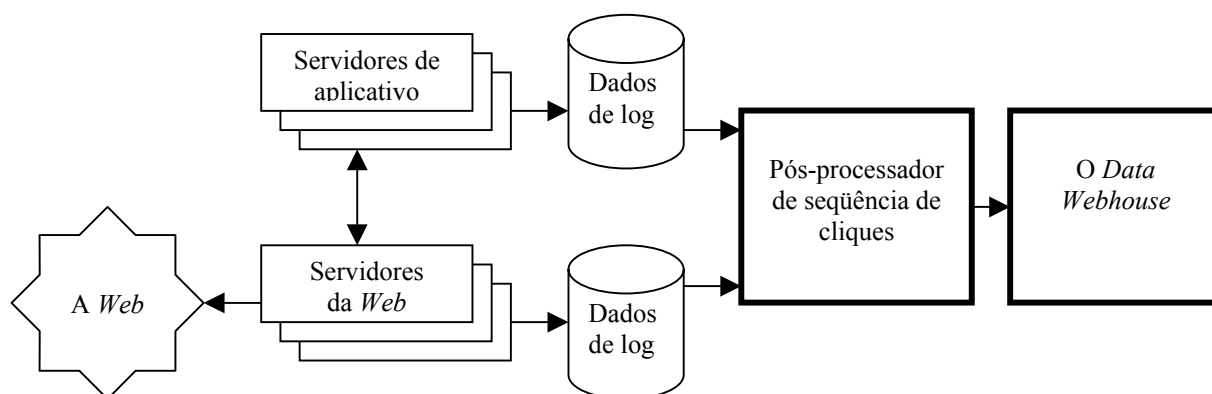 Servidores de
aplicativo
Dados
de log
Pós-processador
de seqüência de
cliques
O Data
Webhouse
A Web
Servidores
da Web
Dados
de log